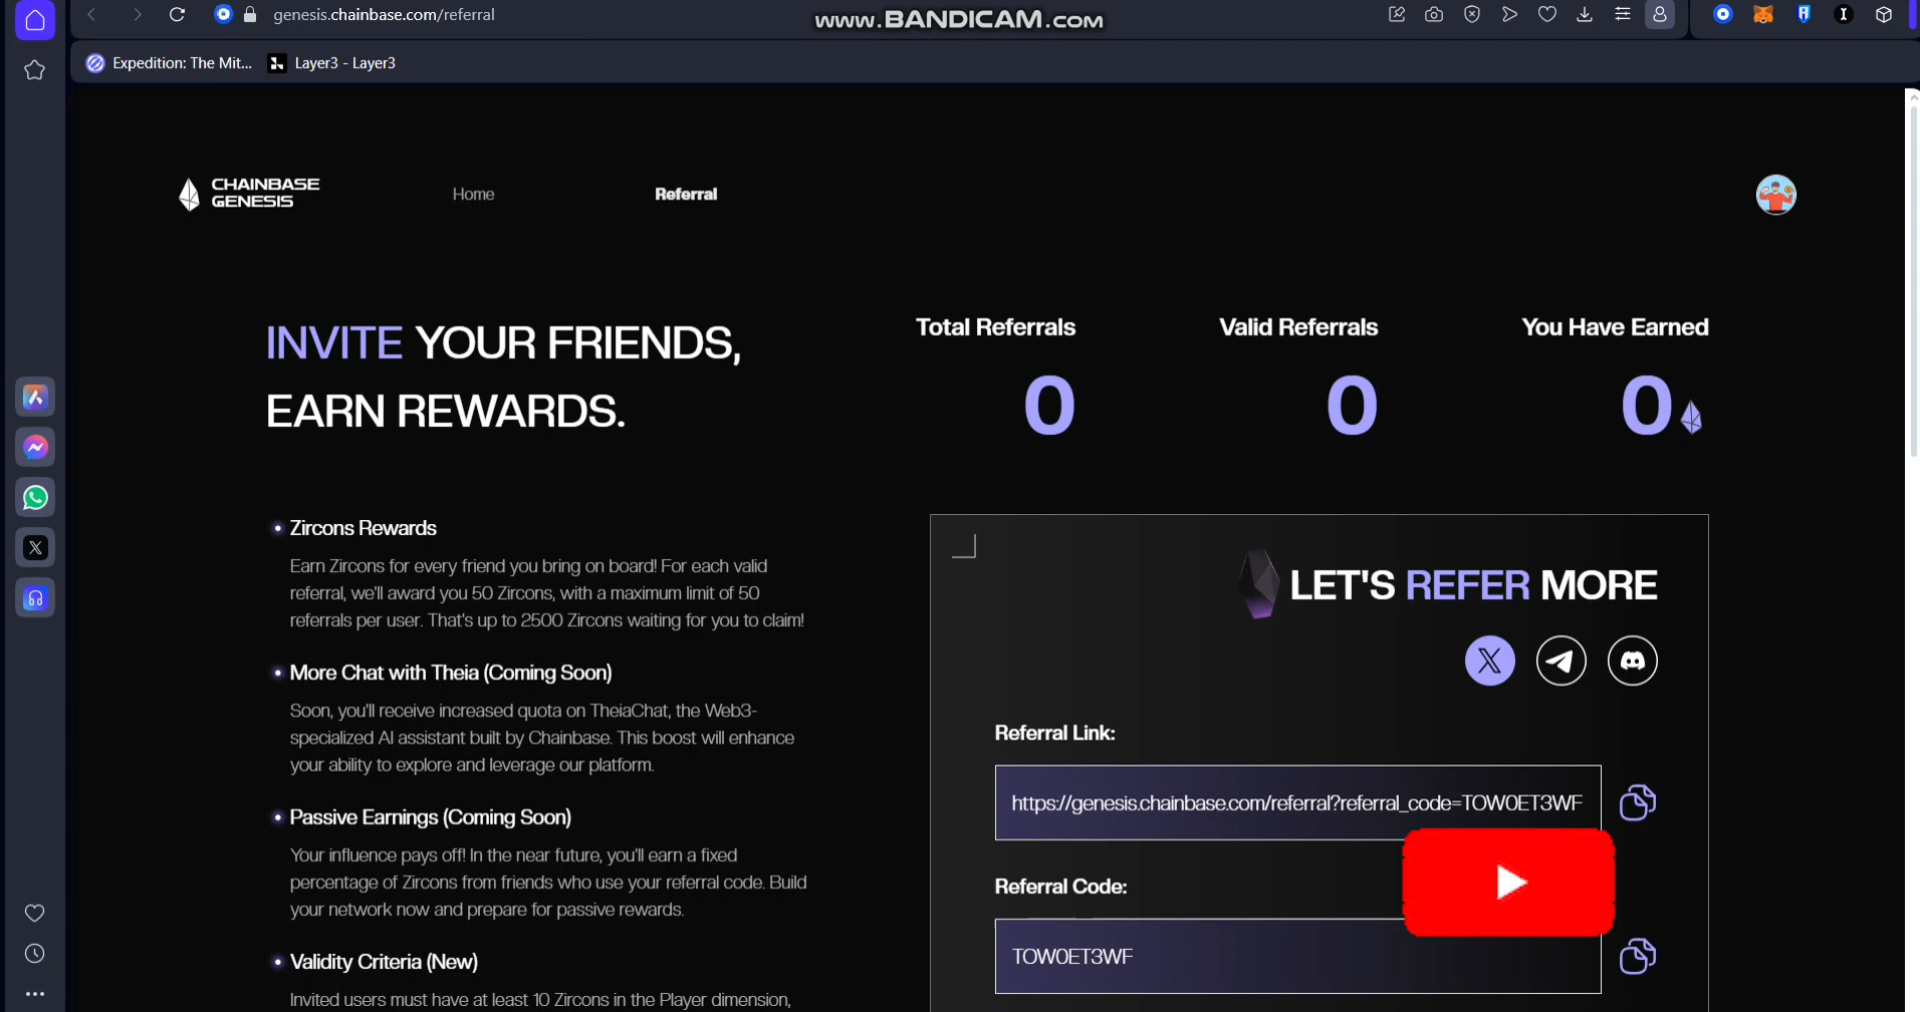 genesis.chainbase.com/referral
www.BANDICAM.com
Expedition: The Mit...
Layer3 - Layer3
CHAINBASE
GENESIS
Home
Referral
INVITE YOUR FRIENDS,
EARN REWARDS.
Total Referrals
Valid Referrals
You Have Earned
0
0
0
Zircons Rewards
Earn Zircons for every friend you bring on board! For each valid
referral, we'll award you 50 Zircons, with a maximum limit of 50
referrals per user. That's up to 2500 Zircons waiting for you to claim!
More Chat with Theia (Coming Soon)
Soon, you'll receive increased quota on TheiaChat, the Web3-
specialized AI assistant built by Chainbase. This boost will enhance
your ability to explore and leverage our platform.
Passive Earnings (Coming Soon)
Your influence pays off! In the near future, you'll earn a fixed
percentage of Zircons from friends who use your referral code. Build
your network now and prepare for passive rewards.
Validity Criteria (New)
Invited users must have at least 10 Zircons in the Player dimension,
LET'S REFER MORE
Referral Link:
https://genesis.chainbase.com/referral?referral_code=TOW0ET3WF
Referral Code:
TOW0ET3WF